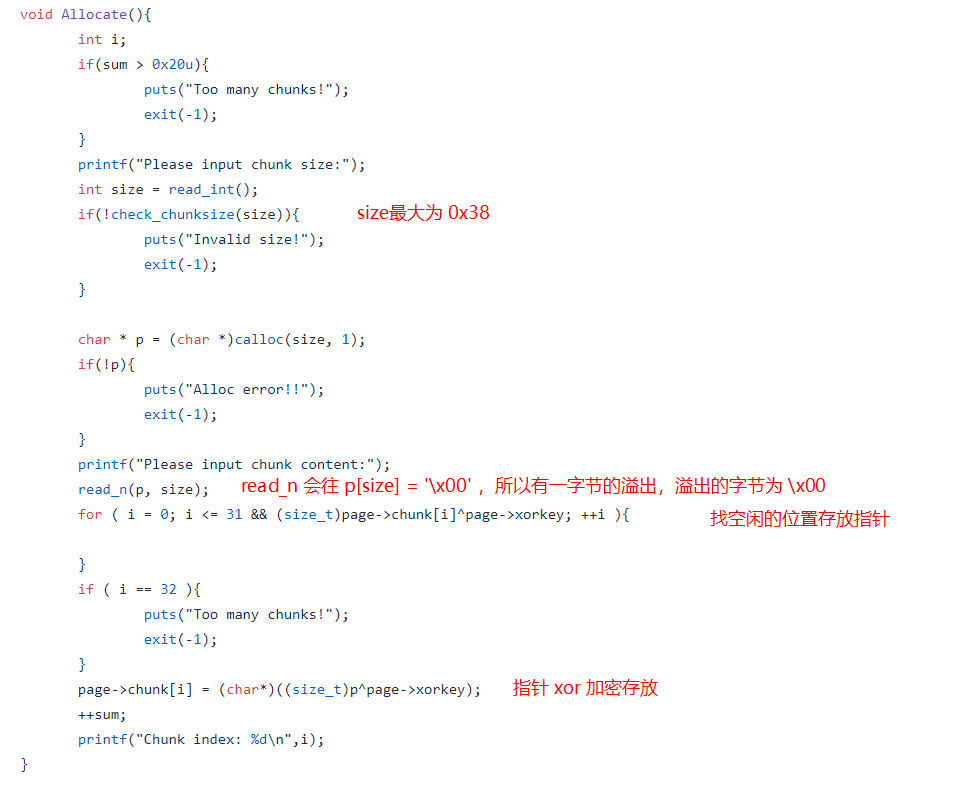 void Allocate(){
int i;
if(sum > 0x20u){
puts("Too many chunks!");
exit(-1);
}
printf("Please input chunk size:");
int size = read_int();
if(!check_chunksize(size)){ size最大为 0x38
puts("Invalid size!");
exit(-1);
}
char * p = (char *)calloc(size, 1);
if(!p){
puts("Alloc error!!");
exit(-1);
}
printf("Please input chunk content:");
read_n(p, size); read_n 会往 p[size] = '\x00' ，所以有一字节的溢出，溢出的字节为 \x00
for ( i = 0; i <= 31 && (size_t)page->chunk[i]^page->xorkey; ++i ){ 找空闲的位置存放指针
}
if ( i == 32 ){
puts("Too many chunks!");
exit(-1);
}
page->chunk[i] = (char*)((size_t)p^page->xorkey); 指针 xor 加密存放
++sum;
printf("Chunk index: %d\n",i);
}